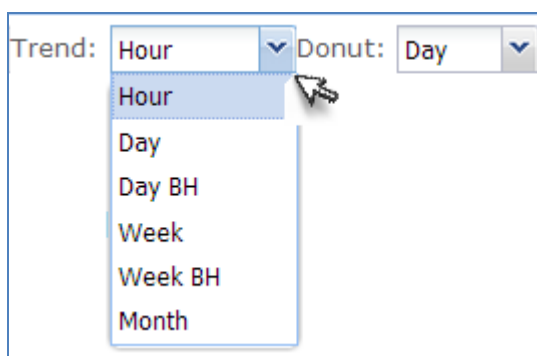 Trend: Hour Donut: Day
Hour
Day
Day BH
Week
Week BH
Month